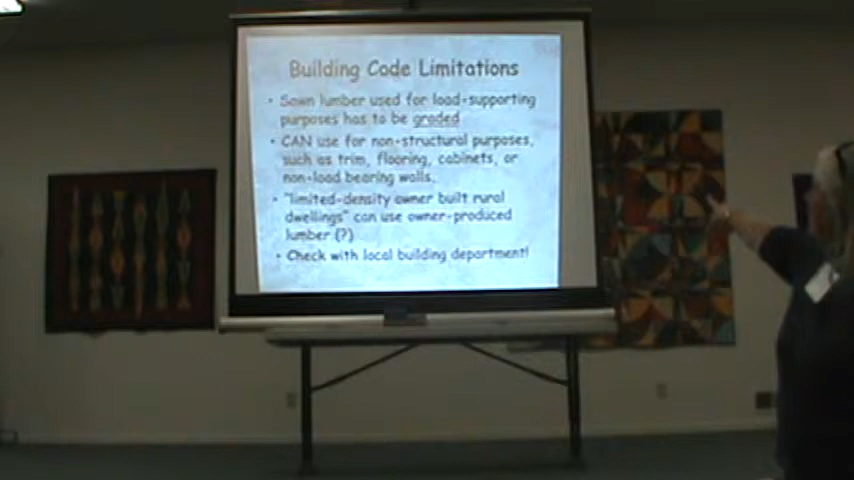 Building Code Limitations
• Sawn lumber used for load-supporting
purposes has to be graded
• CAN use for non-structural purposes,
such as trim, flooring, cabinets, or
non-load bearing walls.
• "limited-density owner built rural
dwellings" can use owner-produced
lumber (?)
• Check with local building department!